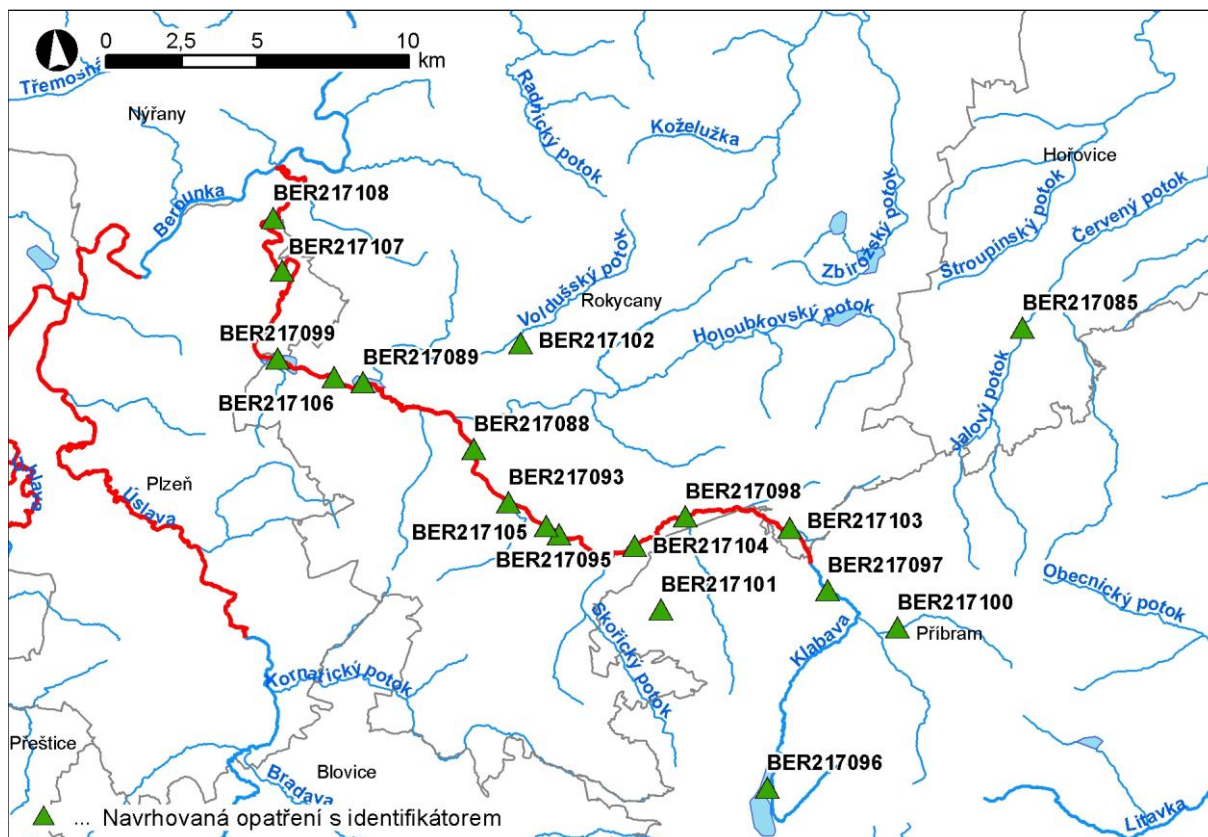 0 2,5 5 10
km
Třemošná
Nýřany
Radnický potok
Koželužka
Hořovice
Berounka
BER217108
Červený potok
Stroupínský potok
Zbirožský potok
BER217107
Voldušský potok
Rokycany
Holoubkovský potok
BER217085
BER217099
BER217089
BER217102
BER217106
Jalový potok
BER217088
Plzeň
Úslava
BER217093
BER217098
BER217105
BER217103
BER217095
BER217104
BER217097
BER217101
BER217100
Příbram
Obecnický potok
Klabava
Skořický potok
Kornatický potok
Přeštice
Blovice
Bradava
BER217096
Litavka
... Navrhovaná opatření s identifikátorem